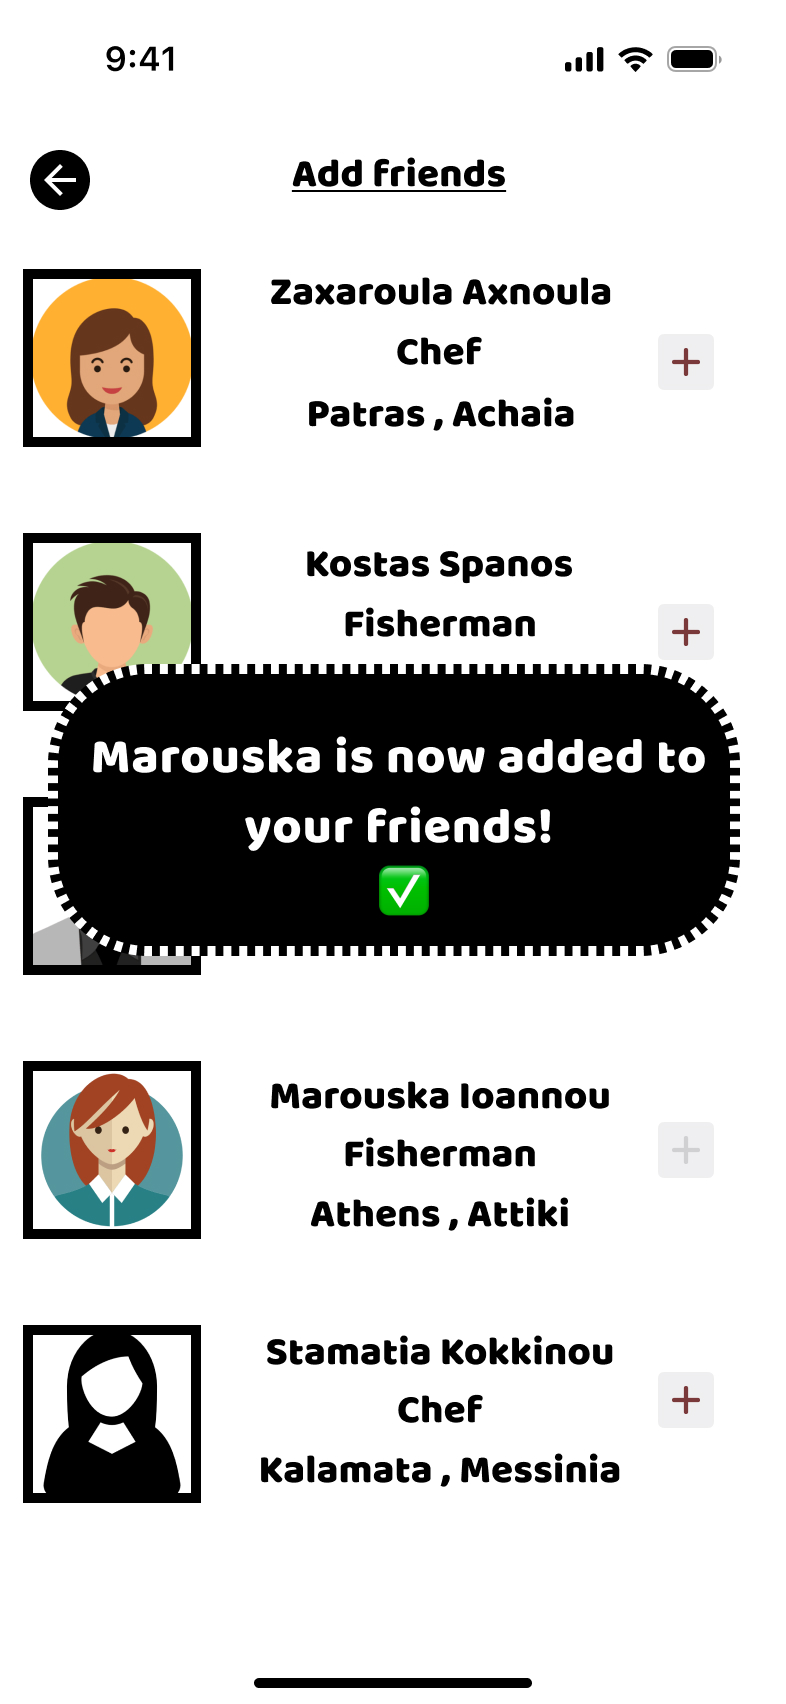 9:41
Add friends
Zaxaroula Axnoula
Chef
Patras , Achaia
Kostas Spanos
Fisherman
Marouska is now added to
your friends!
Marouska Ioannou
Fisherman
Athens , Attiki
Stamatia Kokkinou
Chef
Kalamata , Messinia